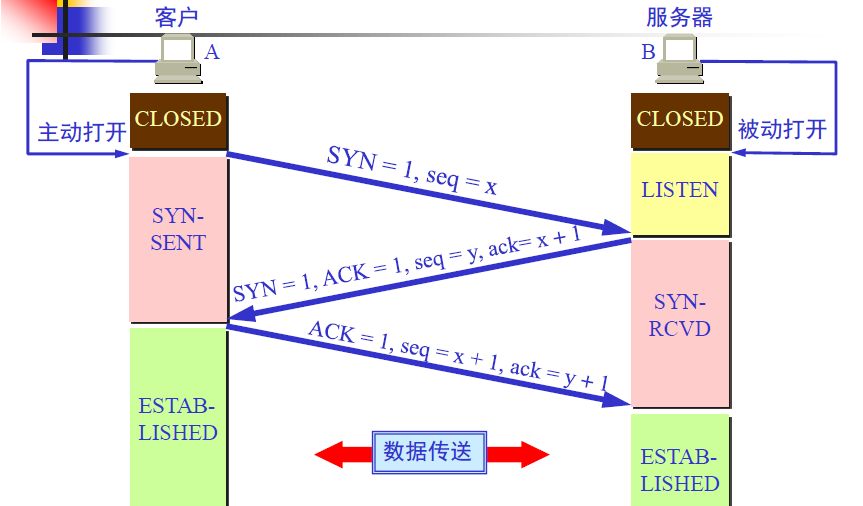 客户
服务器
A
B
CLOSED
CLOSED
主动打开
被动打开
SYN = 1, seq = x
LISTEN
SYN-
SENT
SYN = 1, ACK = 1, seq = y, ack= x + 1
SYN-
RCVD
ACK = 1, seq = x + 1, ack = y + 1
ESTAB-
LISHED
数据传送
ESTAB-
LISHED